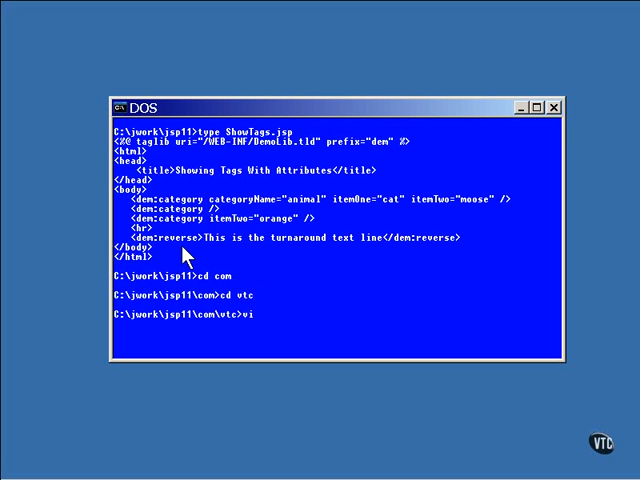 DOS
C:\jwork\jsp11>type ShowTags.jsp
<%@ taglib uri="/WEB-INF/DemoLib.tld" prefix="dem" %>
<html>
<head>
<title>Showing Tags With Attributes</title>
</head>
<body>
<dem:category categoryName="animal" itemOne="cat" itemTwo="moose" />
<dem:category />
<dem:category itemTwo="orange" />
<hr>
<dem:reverse>This is the turnaround text line</dem:reverse>
</body>
</html>
C:\jwork\jsp11>cd com
C:\jwork\jsp11\com>cd vtc
C:\jwork\jsp11\com\vtc>vi
VTC